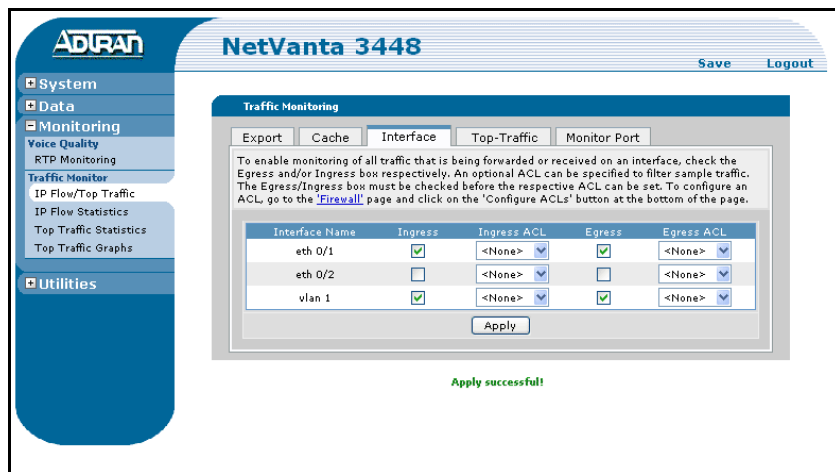 ADTRAN
NetVanta 3448
Save Logout
System
Data
Monitoring
Voice Quality
RTP Monitoring
Traffic Monitor
IP Flow/Top Traffic
IP Flow Statistics
Top Traffic Statistics
Top Traffic Graphs
Utilities
Traffic Monitoring
Export Cache Interface Top-Traffic Monitor Port
To enable monitoring of all traffic that is being forwarded or received on an interface, check the
Egress and/or Ingress box respectively. An optional ACL can be specified to filter sample traffic.
The Egress/Ingress box must be checked before the respective ACL can be set. To configure an
ACL, go to the 'Firewall' page and click on the 'Configure ACLs' button at the bottom of the page.
Interface Name Ingress Ingress ACL Egress Egress ACL
eth 0/1 <None> <None>
eth 0/2 <None> <None>
vlan 1 <None> <None>
Apply
Apply successful!